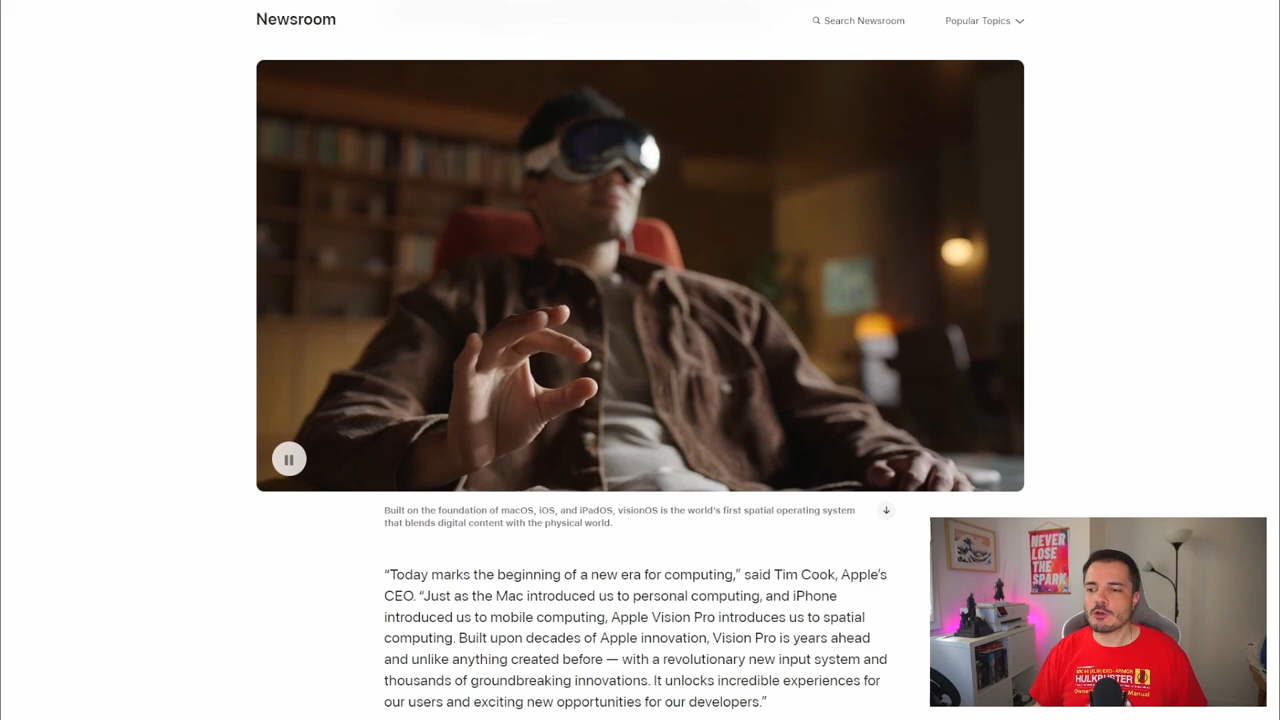 Newsroom
Search Newsroom
Popular Topics
Built on the foundation of macOS, iOS, and iPadOS, visionOS is the world's first spatial operating system
that blends digital content with the physical world.
“Today marks the beginning of a new era for computing,” said Tim Cook, Apple’s
CEO. “Just as the Mac introduced us to personal computing, and iPhone
introduced us to mobile computing, Apple Vision Pro introduces us to spatial
computing. Built upon decades of Apple innovation, Vision Pro is years ahead
and unlike anything created before — with a revolutionary new input system and
thousands of groundbreaking innovations. It unlocks incredible experiences for
our users and exciting new opportunities for our developers.”
NEVER
LOSE
THE
SPARK
HULKBUSTER
Manual